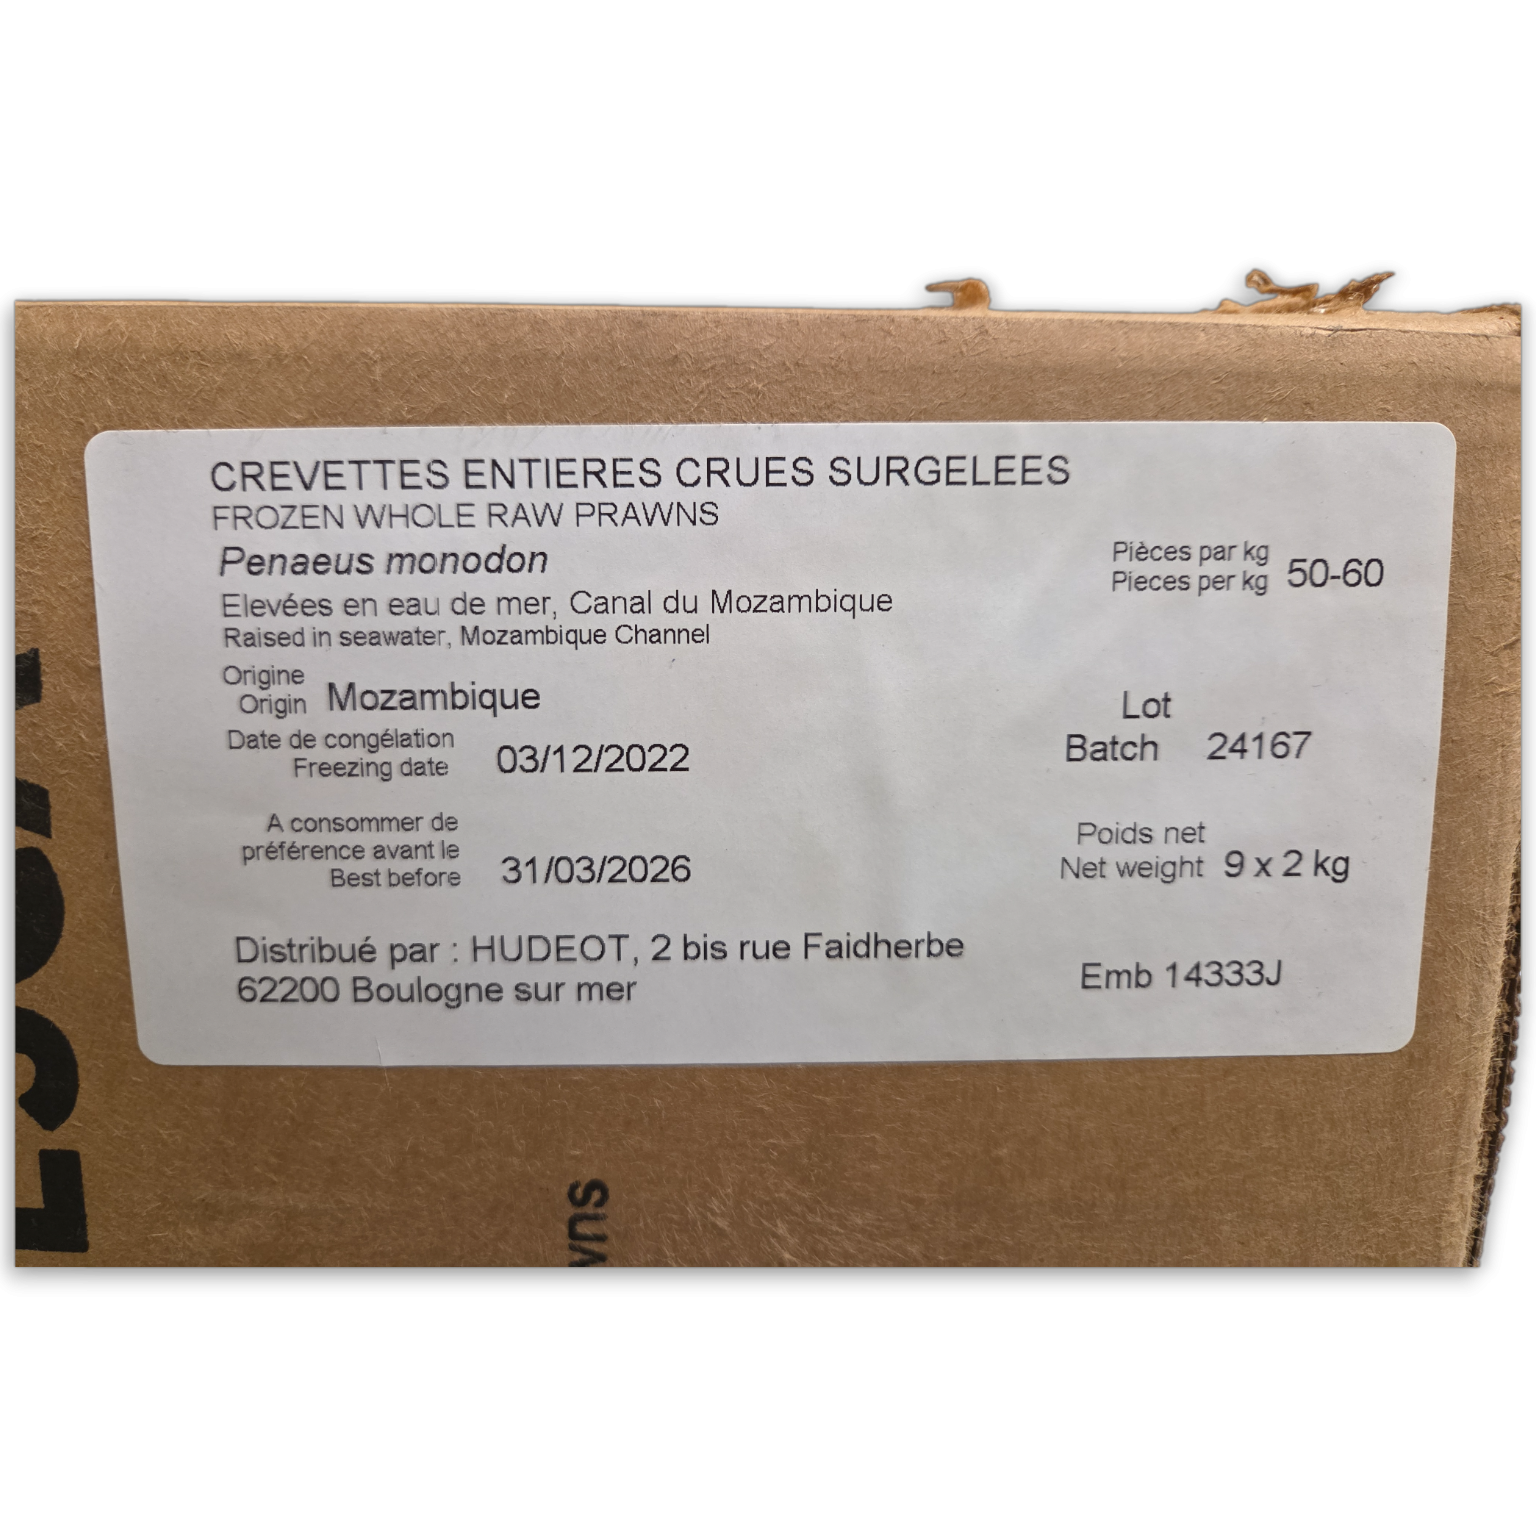 CREVETTES ENTIERES CRUES SURGELEES
FROZEN WHOLE RAW PRAWNS
Penaeus monodon
Elevées en eau de mer, Canal du Mozambique
Raised in seawater, Mozambique Channel
Pièces par kg
Pieces per kg 50-60
Origine
Origin Mozambique
Date de congélation
Freezing date 03/12/2022
A consommer de
préférence avant le
Best before 31/03/2026
Lot
Batch 24167
Poids net
Net weight 9 x 2 kg
Distribué par : HUDEOT, 2 bis rue Faidherbe
62200 Boulogne sur mer
Emb 14333J